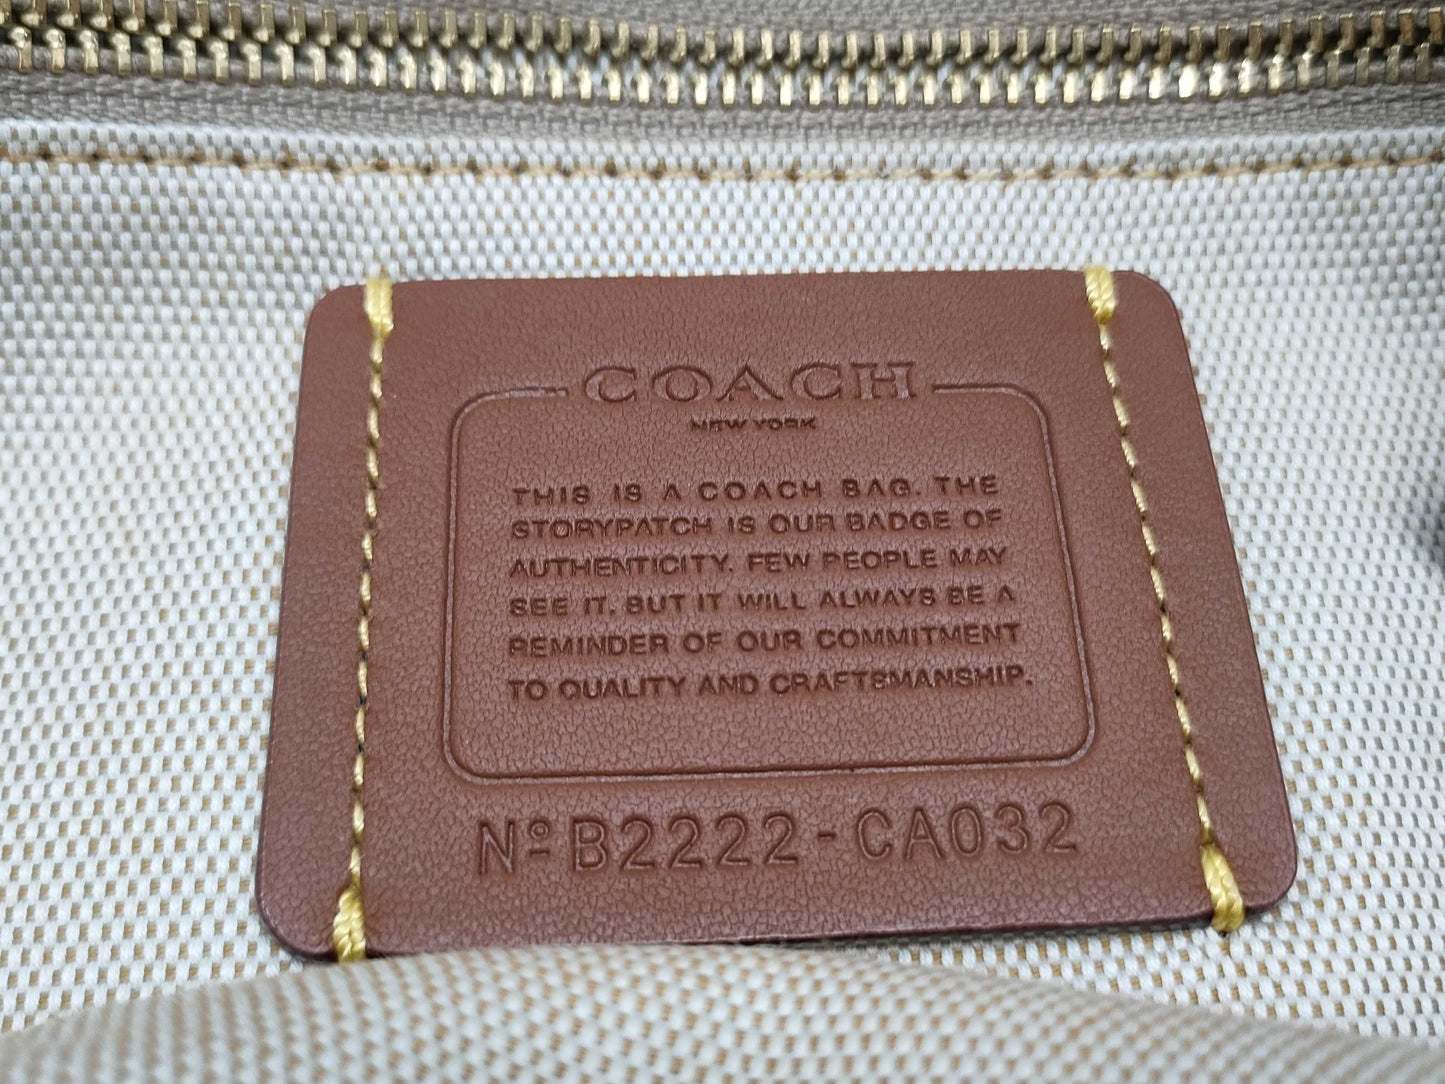 COACH
NEW YORK
THIS IS A COACH BAG. THE
STORYPATCH IS OUR BADGE OF
AUTHENTICITY. FEW PEOPLE MAY
SEE IT. BUT IT WILL ALWAYS BE A
REMINDER OF OUR COMMITMENT
TO QUALITY AND CRAFTSMANSHIP.
Nº B2222-CA032